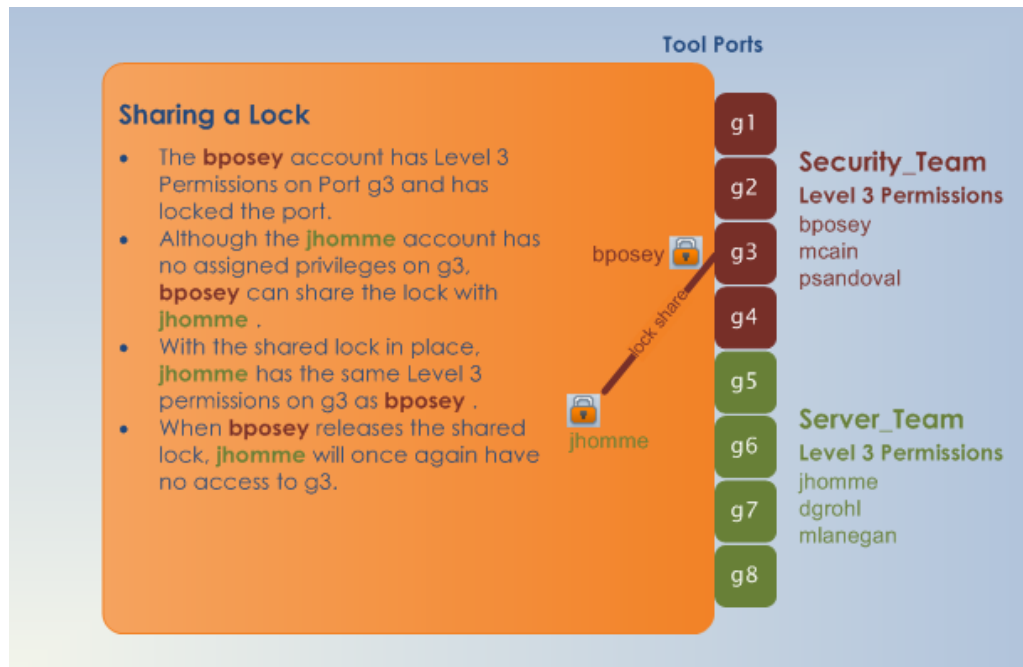 Tool Ports
Sharing a Lock
• The bposey account has Level 3
Permissions on Port g3 and has
locked the port.
• Although the jhomme account has
no assigned privileges on g3,
bposey can share the lock with
jhomme .
• With the shared lock in place,
jhomme has the same Level 3
permissions on g3 as bposey .
• When bposey releases the shared
lock, jhomme will once again have
no access to g3.
bposey
lock share
jhomme
g1
g2
g3
g4
g5
g6
g7
g8
Security_Team
Level 3 Permissions
bposey
mcain
psandoval
Server_Team
Level 3 Permissions
jhomme
dgrohl
mlanegan